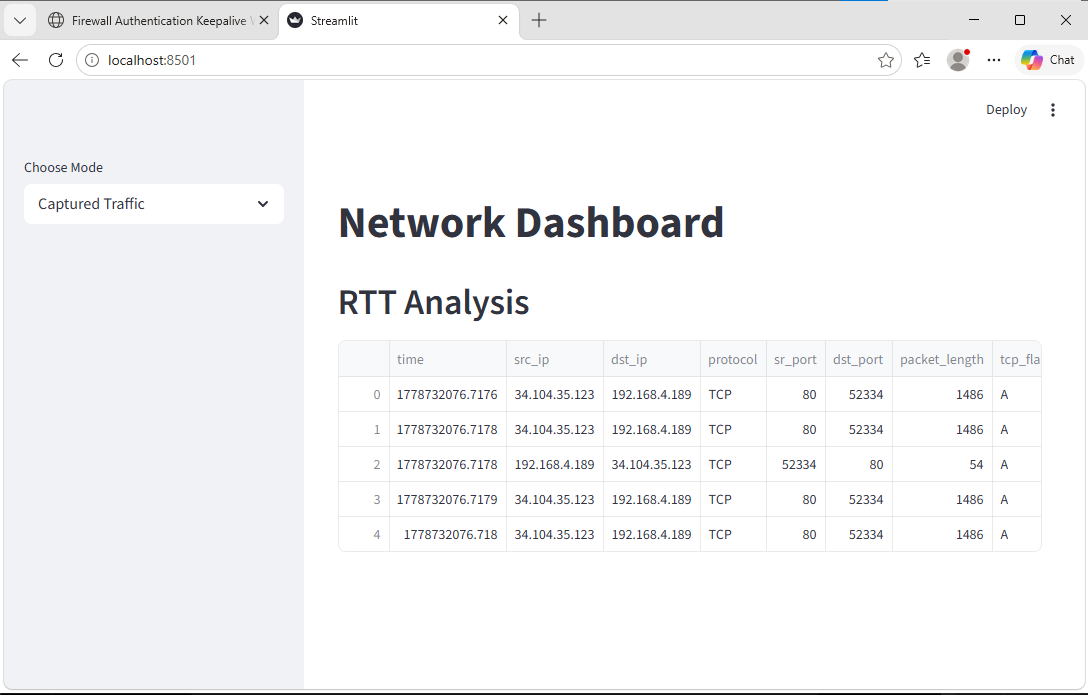 Firewall Authentication Keepalive
Streamlit
localhost:8501
Chat
Deploy
Choose Mode
Captured Traffic
Network Dashboard
RTT Analysis
time src_ip dst_ip protocol sr_port dst_port packet_length tcp_fla
0 1778732076.7176 34.104.35.123 192.168.4.189 TCP 80 52334 1486 A
1 1778732076.7178 34.104.35.123 192.168.4.189 TCP 80 52334 1486 A
2 1778732076.7178 192.168.4.189 34.104.35.123 TCP 52334 80 54 A
3 1778732076.7179 34.104.35.123 192.168.4.189 TCP 80 52334 1486 A
4 1778732076.718 34.104.35.123 192.168.4.189 TCP 80 52334 1486 A